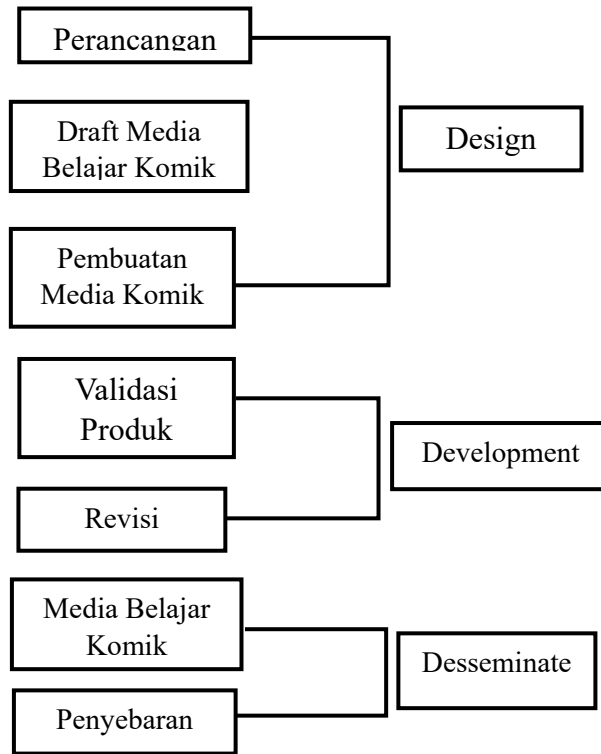 Perancangan
Draft Media
Belajar Komik
Design
Pembuatan
Media Komik
Validasi
Produk
Development
Revisi
Media Belajar
Komik
Desseminate
Penyebaran